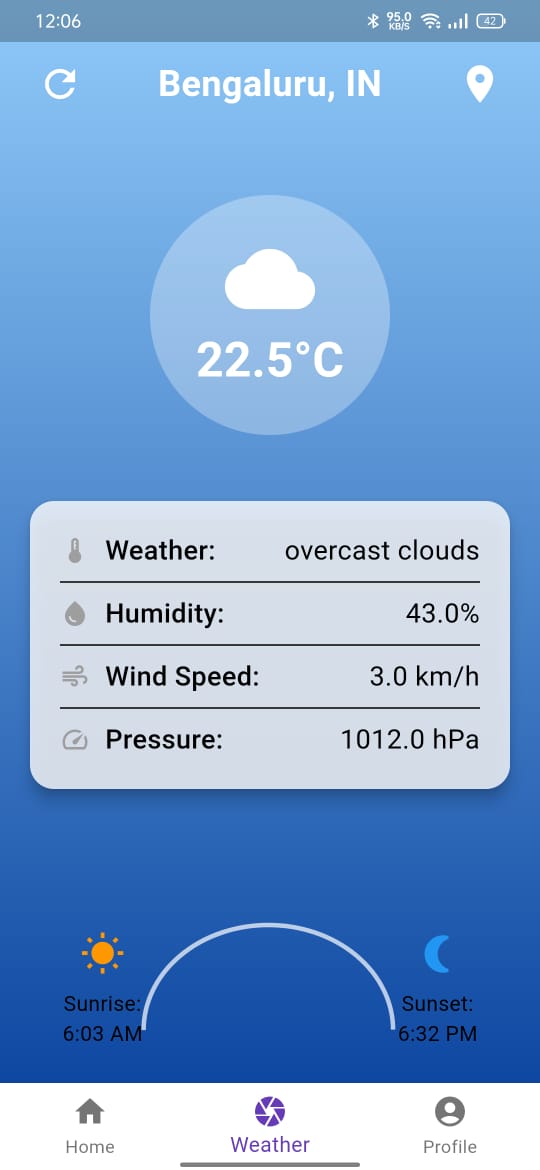 12:06 95.0 KB/S 42
Bengaluru, IN
22.5°C
Weather: overcast clouds
Humidity: 43.0%
Wind Speed: 3.0 km/h
Pressure: 1012.0 hPa
Sunrise: Sunset:
6:03 AM 6:32 PM
Home Weather Profile